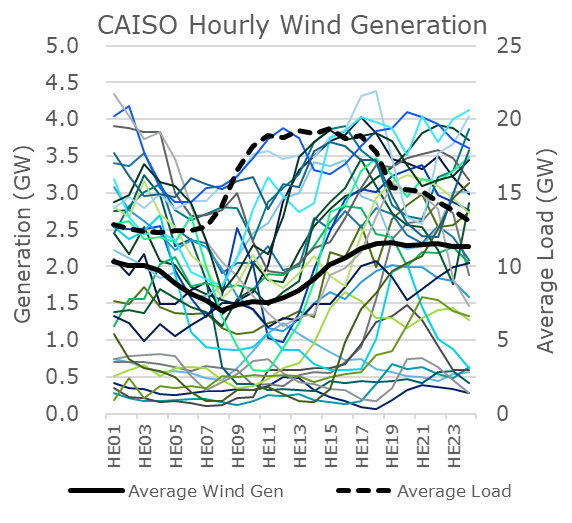 CAISO Hourly Wind Generation
Generation (GW)
5.0
4.5
4.0
3.5
3.0
2.5
2.0
1.5
1.0
0.5
0.0
25
20
15
10
5
0
Average Load (GW)
HE01
HE03
HE05
HE07
HE09
HE11
HE13
HE15
HE17
HE19
HE21
HE23
Average Wind Gen
Average Load